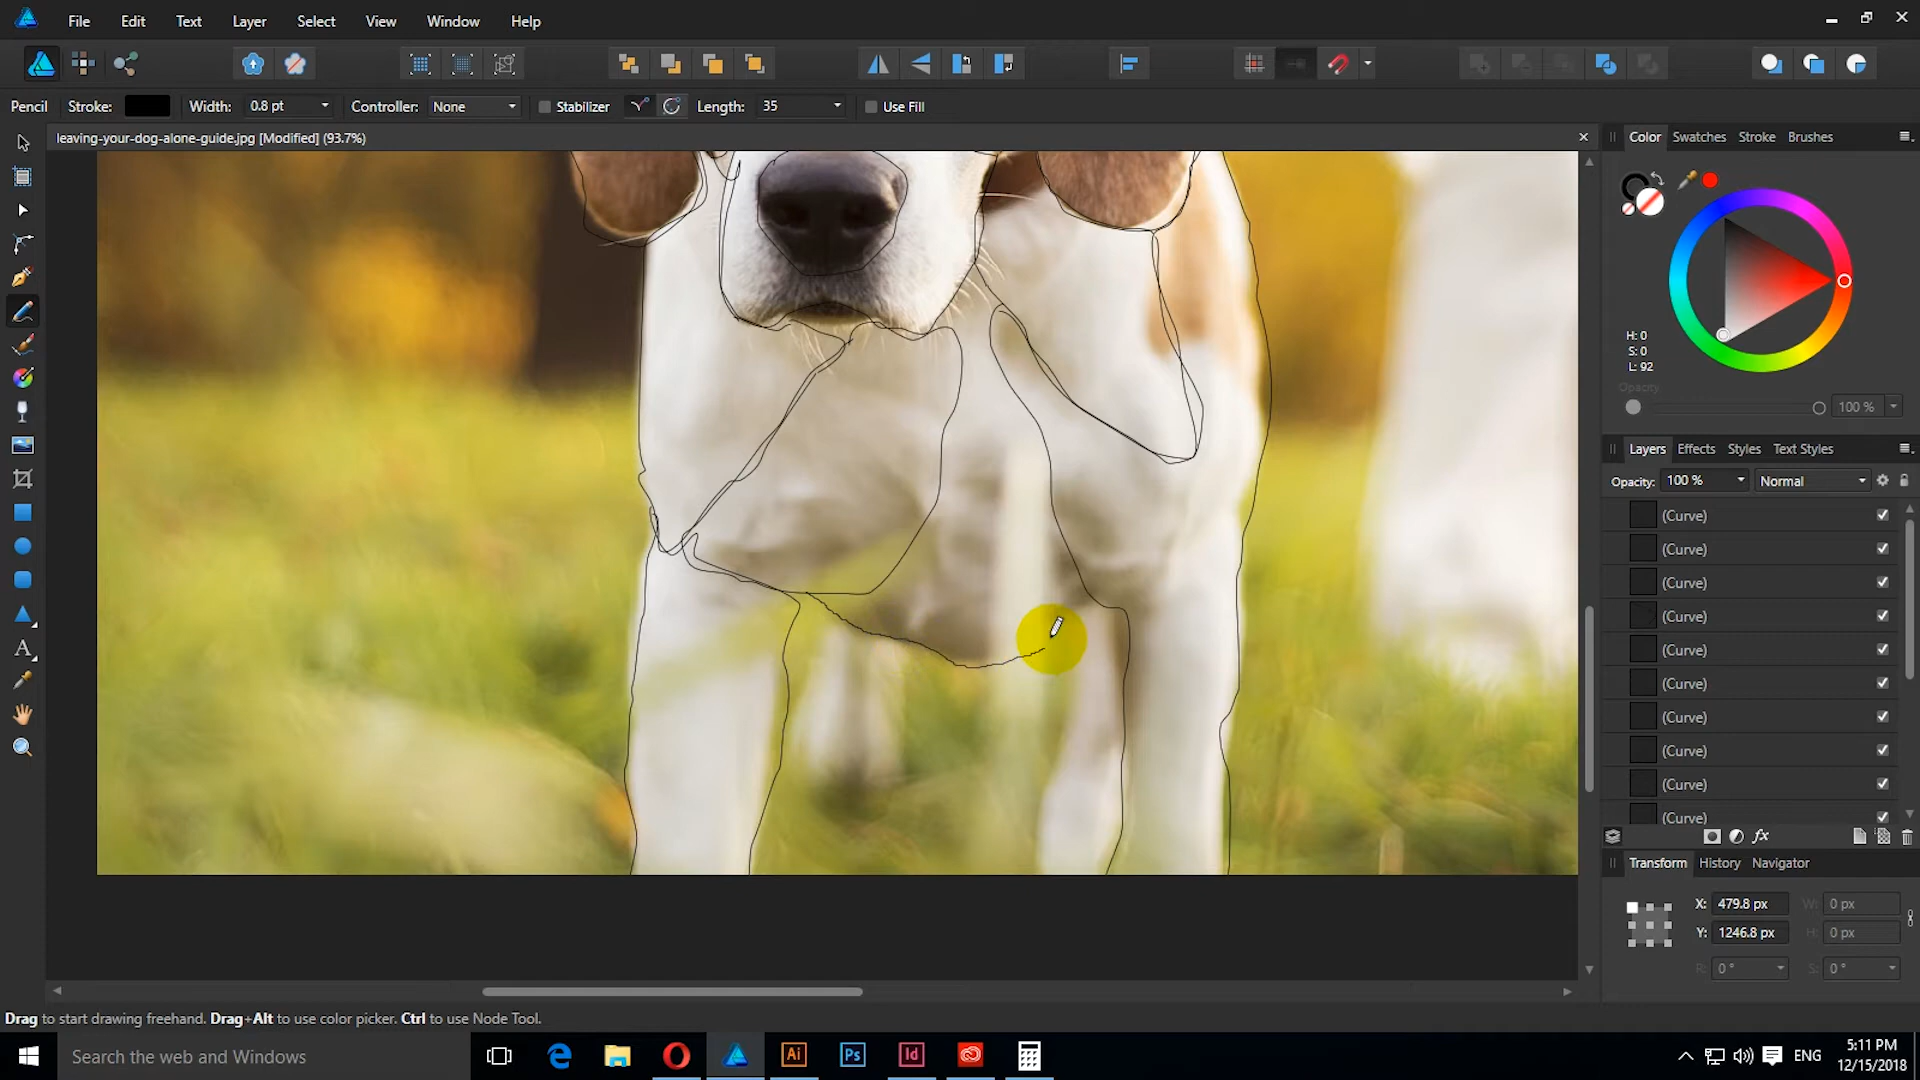 File Edit Text Layer Select View Window Help
Pencil Stroke: Width: 0.8 pt Controller: None Stabilizer Length: 35 Use Fill
leaving-your-dog-alone-guide.jpg [Modified] (93.7%)
Color Swatches Stroke Brushes
H: 0
S: 0
L: 92
Opacity
100 %
Layers Effects Styles Text Styles
Opacity: 100 % Normal
(Curve)
(Curve)
(Curve)
(Curve)
(Curve)
(Curve)
(Curve)
(Curve)
(Curve)
(Curve)
fx
Transform History Navigator
X: 479.8 px W: 0 px
Y: 1246.8 px H: 0 px
R: 0 ° S: 0 °
Drag to start drawing freehand. Drag+Alt to use color picker. Ctrl to use Node Tool.
Search the web and Windows
Ai Ps Id
ENG
5:11 PM
12/15/2018